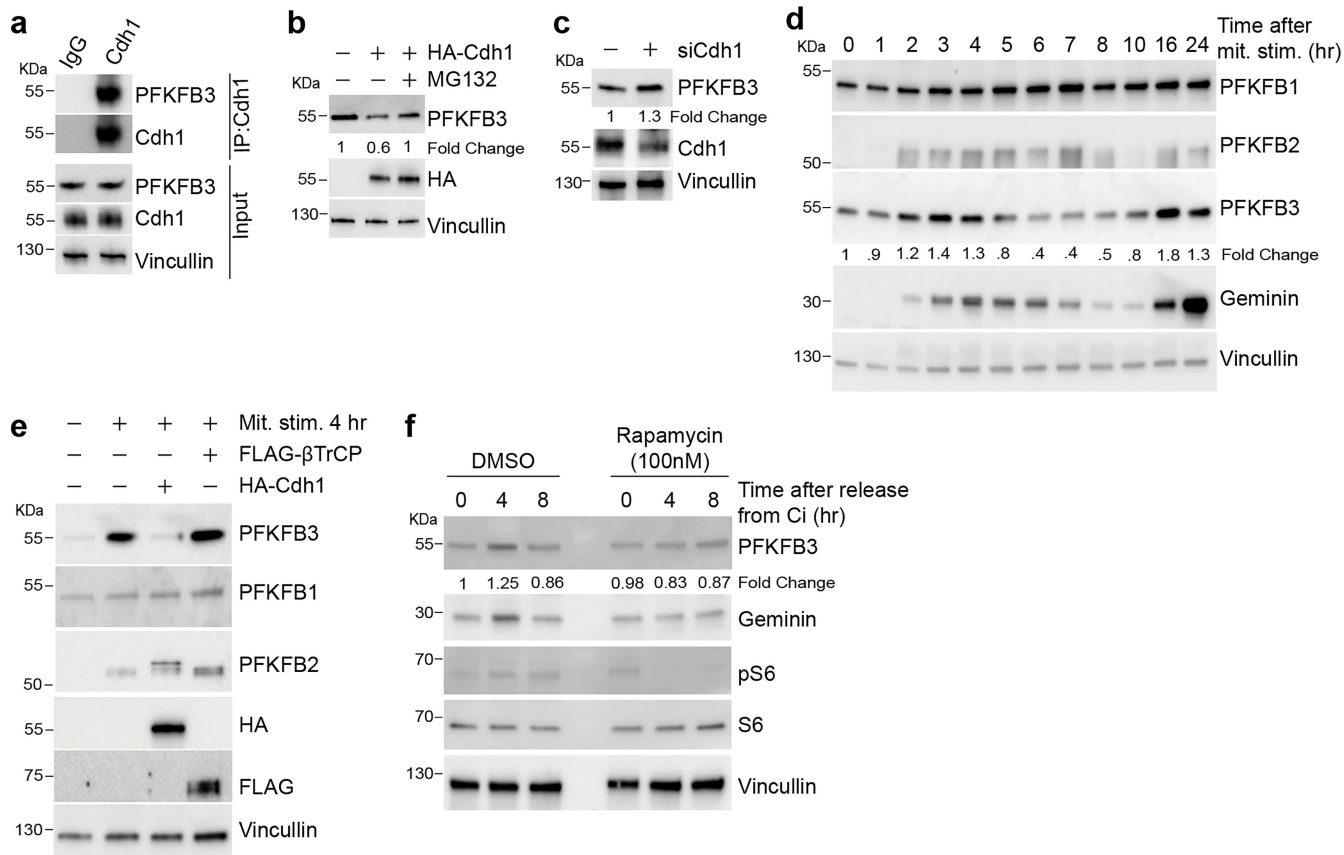 a
IgG
Cdh1
KDa
55
PFKFB3
55
Cdh1
IP:Cdh1
55
PFKFB3
55
Cdh1
130
Vincullin
Input
b
− + + HA-Cdh1
− − + MG132
KDa
55
PFKFB3
1 0.6 1 Fold Change
55
HA
130
Vincullin
c
− + siCdh1
KDa
55
PFKFB3
1 1.3 Fold Change
55
Cdh1
130
Vincullin
d
Time after
KDa
0 1 2 3 4 5 6 7 8 10 16 24 mit. stim. (hr)
55
PFKFB1
PFKFB2
50
55
PFKFB3
1 .9 1.2 1.4 1.3 .8 .4 .4 .5 .8 1.8 1.3 Fold Change
30
Geminin
130
Vincullin
e
− + + + Mit. stim. 4 hr
− − − + FLAG-βTrCP
− − + − HA-Cdh1
KDa
55
PFKFB3
55
PFKFB1
PFKFB2
50
55
HA
75
FLAG
130
Vincullin
f
DMSO
Rapamycin
(100nM)
0 4 8 0 4 8 Time after release
from Ci (hr)
KDa
55
PFKFB3
1 1.25 0.86 0.98 0.83 0.87 Fold Change
30
Geminin
70
pS6
70
S6
130
Vincullin